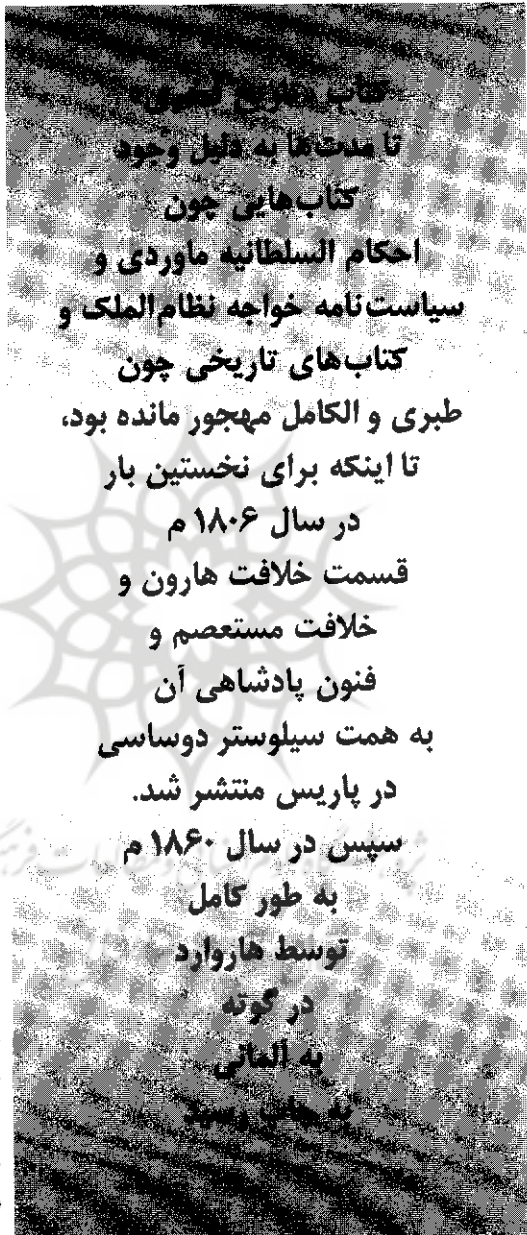 کتاب «تاریخ فخری»
تا مدت‌ها به دلیل وجود
کتاب‌هایی چون
احکام السلطانیه ماوردی و
سیاست‌نامه خواجه نظام‌الملک و
کتاب‌های تاریخی چون
طبری و الکامل مهجور مانده بود،
تا اینکه برای نخستین بار
در سال ۱۸۰۶ م
قسمت خلافت هارون و
خلافت مستعصم و
فنون پادشاهی آن
به همت سیلوستر دوساسی
در پاریس منتشر شد.
سپس در سال ۱۸۶۰ م
به طور کامل
توسط هاروارد
در گوته
به آلمانی
به چاپ رسید